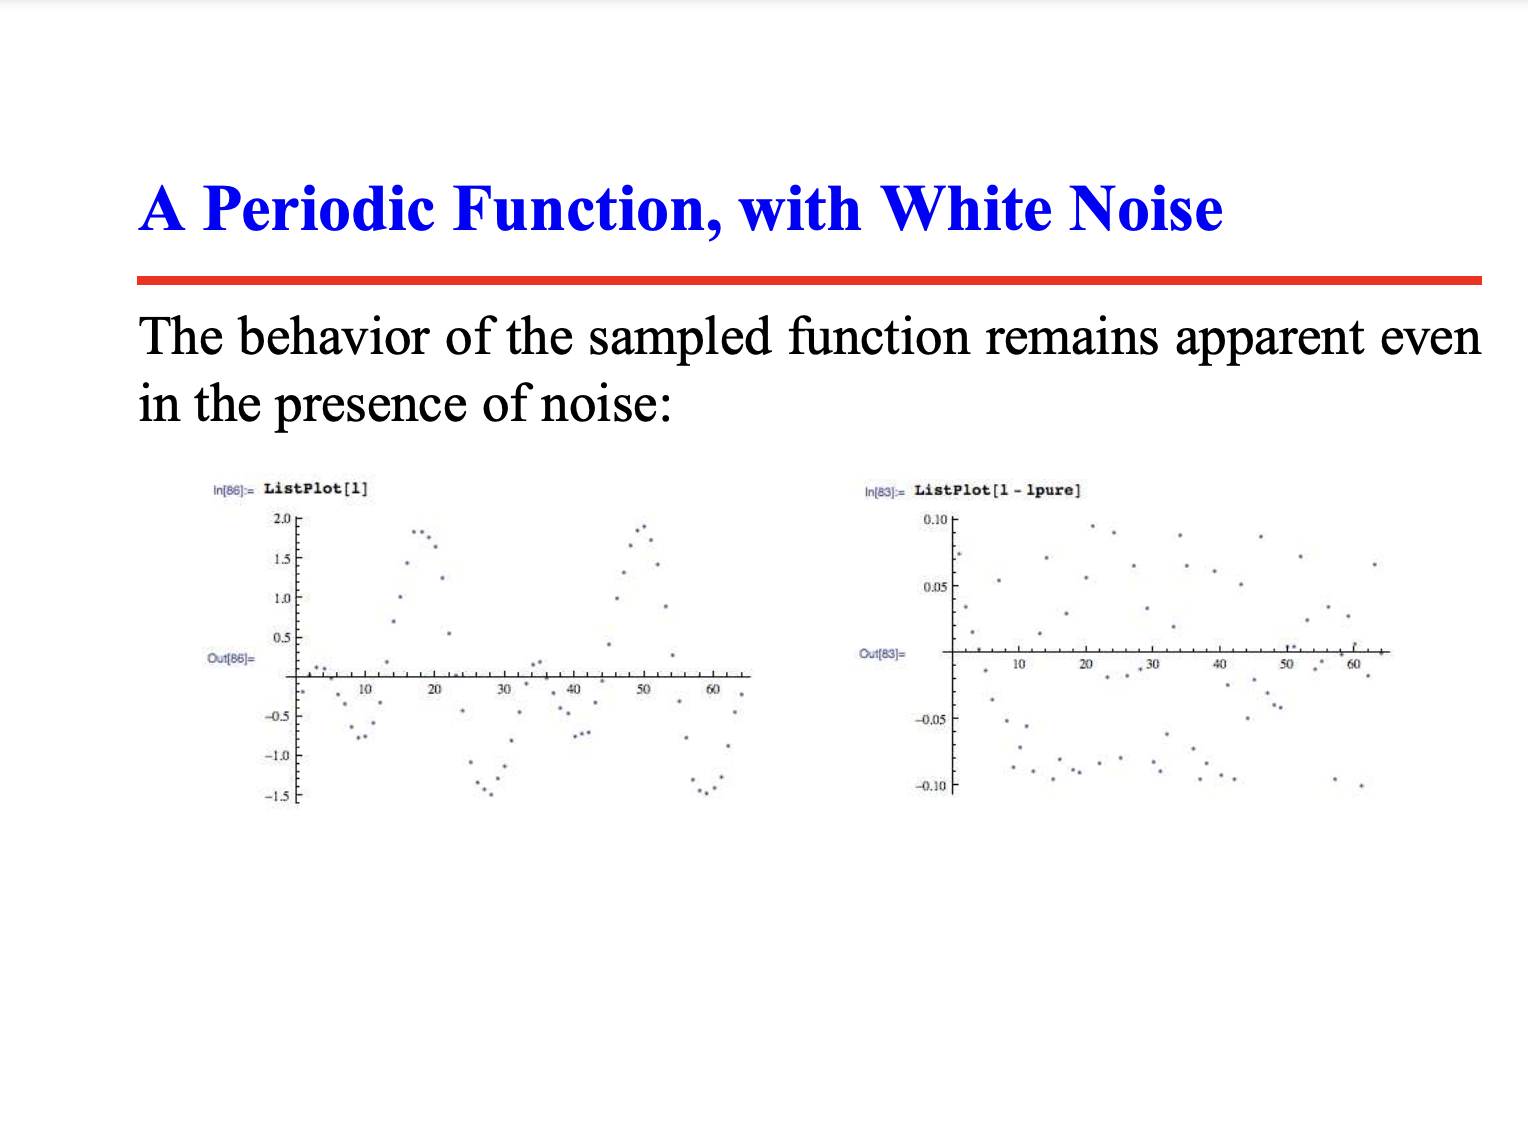 A Periodic Function, with White Noise
The behavior of the sampled function remains apparent even
in the presence of noise:
In[86]:= ListPlot[l]
2.0
1.5
1.0
0.5
Out[86]=
10 20 30 40 50 60
−0.5
−1.0
−1.5
In[83]:= ListPlot[l - lpure]
0.10
0.05
Out[83]=
10 20 30 40 50 60
−0.05
−0.10